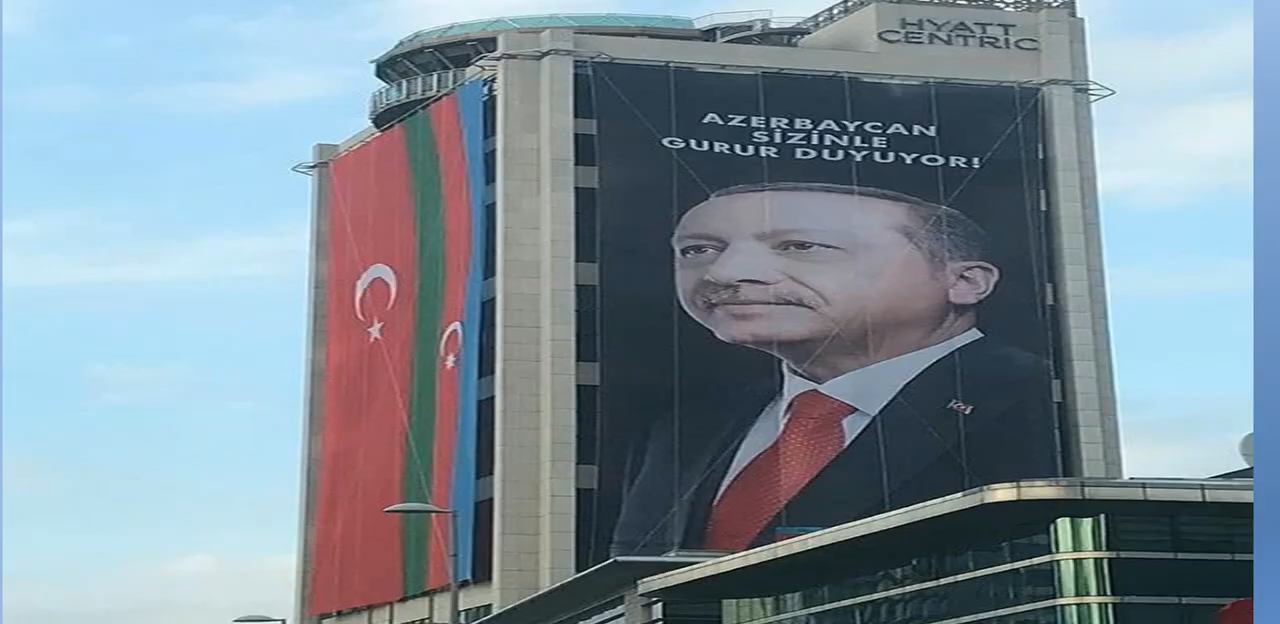 HYATT
CENTRIC
AZERBAYCAN
SİZİNLE
GURUR DUYUYOR!